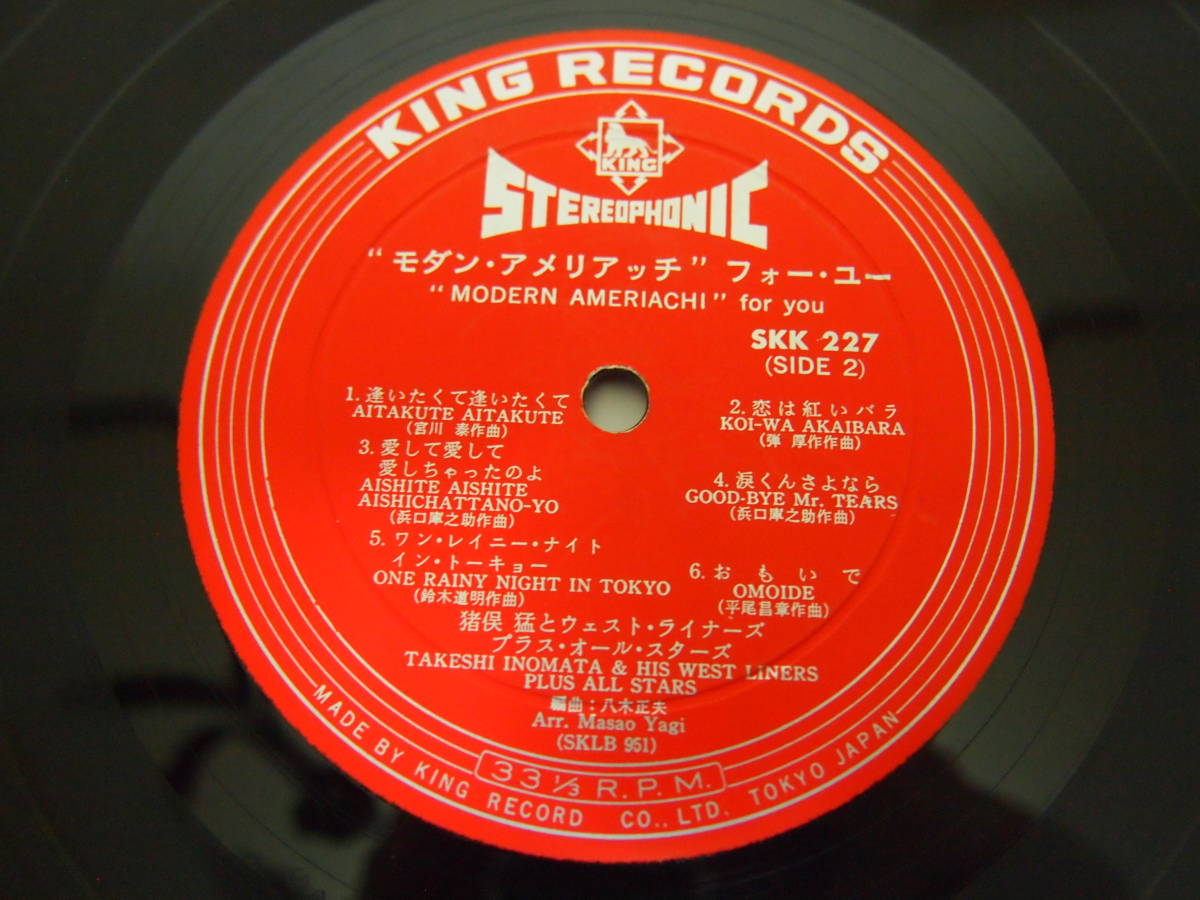 KING RECORDS
KING
STEREOPHONIC
“モダン・アメリアッチ” フォー・ユー
“MODERN AMERIACHI” for you
SKK 227
(SIDE 2)
1. 逢いたくて逢いたくて
AITAKUTE AITAKUTE
(宮川 泰作曲)
2. 恋は紅いバラ
KOI-WA AKAIBARA
(弾 厚作作曲)
3. 愛して愛して
愛しちゃったのよ
AISHITE AISHITE
AISHICHATTANO-YO
(浜口庫之助作曲)
4. 涙くんさよなら
GOOD-BYE Mr. TEARS
(浜口庫之助作曲)
5. ワン・レイニー・ナイト
イン・トーキョー
ONE RAINY NIGHT IN TOKYO
(鈴木道明作曲)
6. おもいで
OMOIDE
(平尾昌章作曲)
猪俣 猛とウェスト・ライナーズ
プラス・オール・スターズ
TAKESHI INOMATA & HIS WEST LINERS
PLUS ALL STARS
編曲：八木正夫
Arr. Masao Yagi
(SKLB 951)
33 1/3 R.P.M.
MADE BY KING RECORD CO., LTD. TOKYO JAPAN